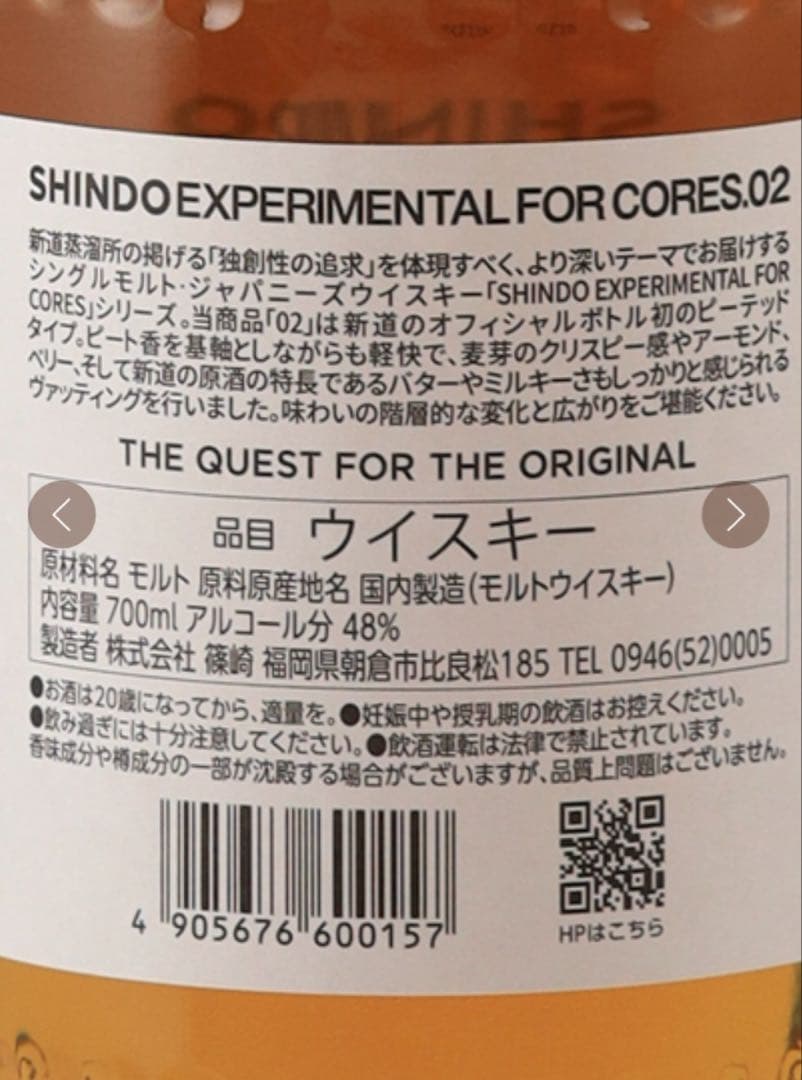 SHINDO EXPERIMENTAL FOR CORES.02
新道蒸溜所の掲げる「独創性の追求」を体現すべく、より深いテーマでお届けする
シングルモルト・ジャパニーズウイスキー「SHINDO EXPERIMENTAL FOR
CORES」シリーズ。当商品「02」は新道のオフィシャルボトル初のピーテッド
タイプ。ピート香を基軸としながらも軽快で、麦芽のクリスピー感やアーモンド、
ベリー、そして新道の原酒の特長であるバターやミルキーさもしっかりと感じられる
ヴァッティングを行いました。味わいの階層的な変化と広がりをご堪能ください。
THE QUEST FOR THE ORIGINAL
品目 ウイスキー
原材料名 モルト 原料原産地名 国内製造(モルトウイスキー)
内容量 700ml アルコール分 48%
製造者 株式会社 篠崎 福岡県朝倉市比良松185 TEL 0946(52)0005
●お酒は20歳になってから、適量を。●妊娠中や授乳期の飲酒はお控えください。
●飲み過ぎには十分注意してください。●飲酒運転は法律で禁止されています。
香味成分や樽成分の一部が沈殿する場合がございますが、品質上問題はございません。
4 905676 600157
HPはこちら